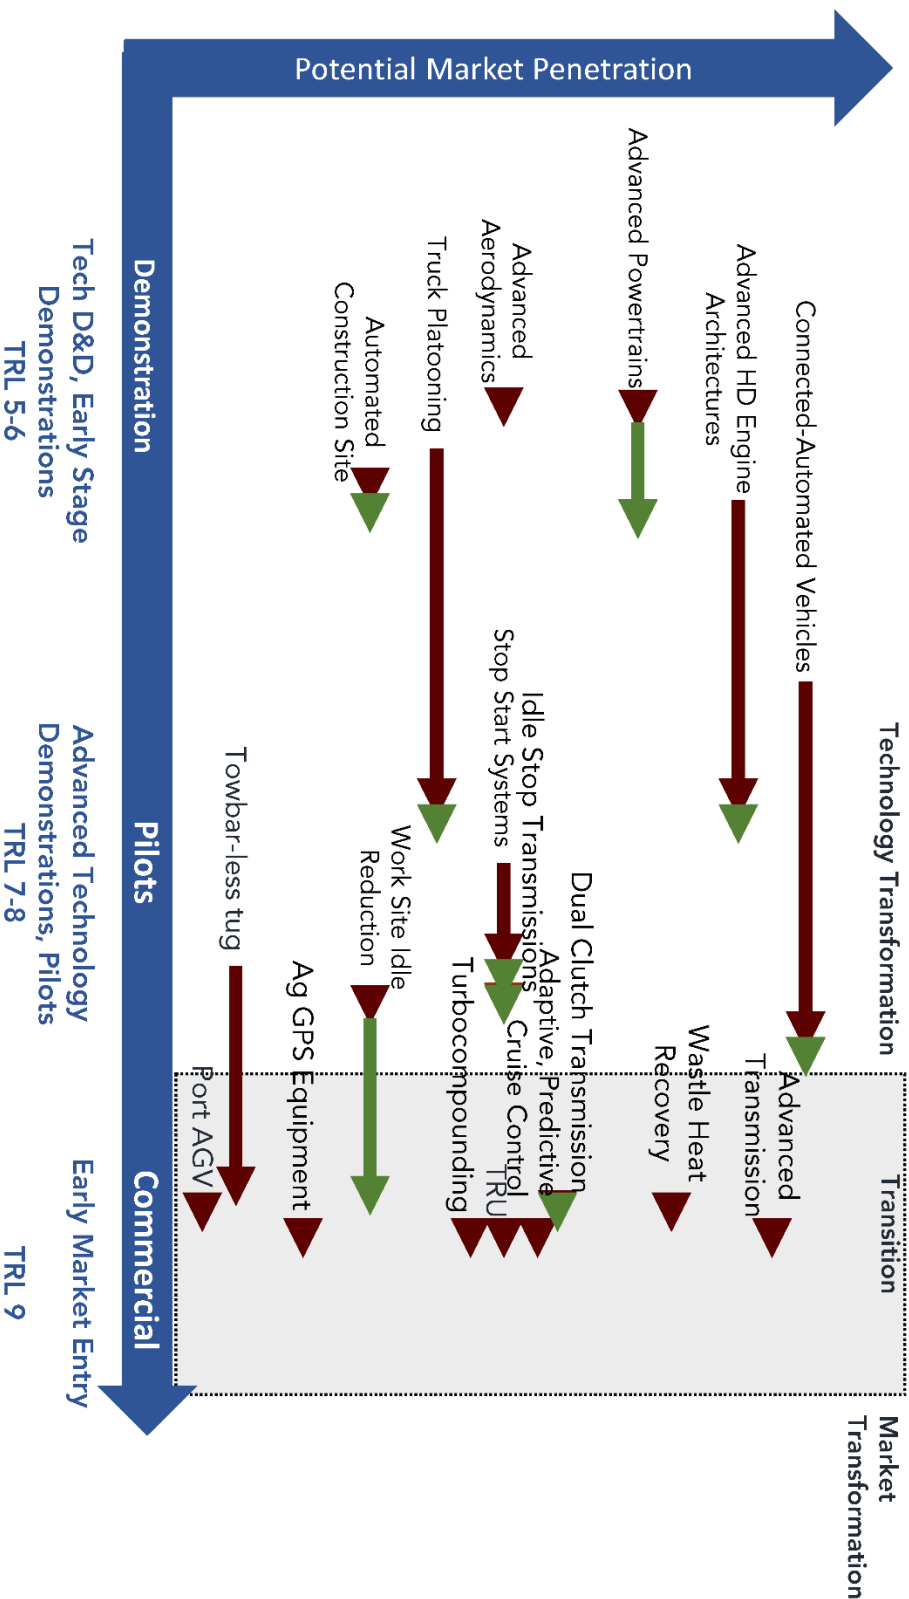 Potential Market Penetration
Technology Transformation
Transition
Market
Transformation
Connected-Automated Vehicles
Advanced
Transmission
Advanced HD Engine
Architectures
Wastle Heat
Recovery
Advanced Powertrains
Dual Clutch Transmission
Adaptive, Predictive
Cruise Control
Idle Stop Transmissions
Stop Start Systems
TRU
Advanced
Aerodynamics
Turbocompounding
Truck Platooning
Work Site Idle
Reduction
Automated
Construction Site
Ag GPS Equipment
Towbar-less tug
Port AGV
Demonstration
Pilots
Commercial
Tech D&D, Early Stage
Demonstrations
TRL 5-6
Advanced Technology
Demonstrations, Pilots
TRL 7-8
Early Market Entry
TRL 9